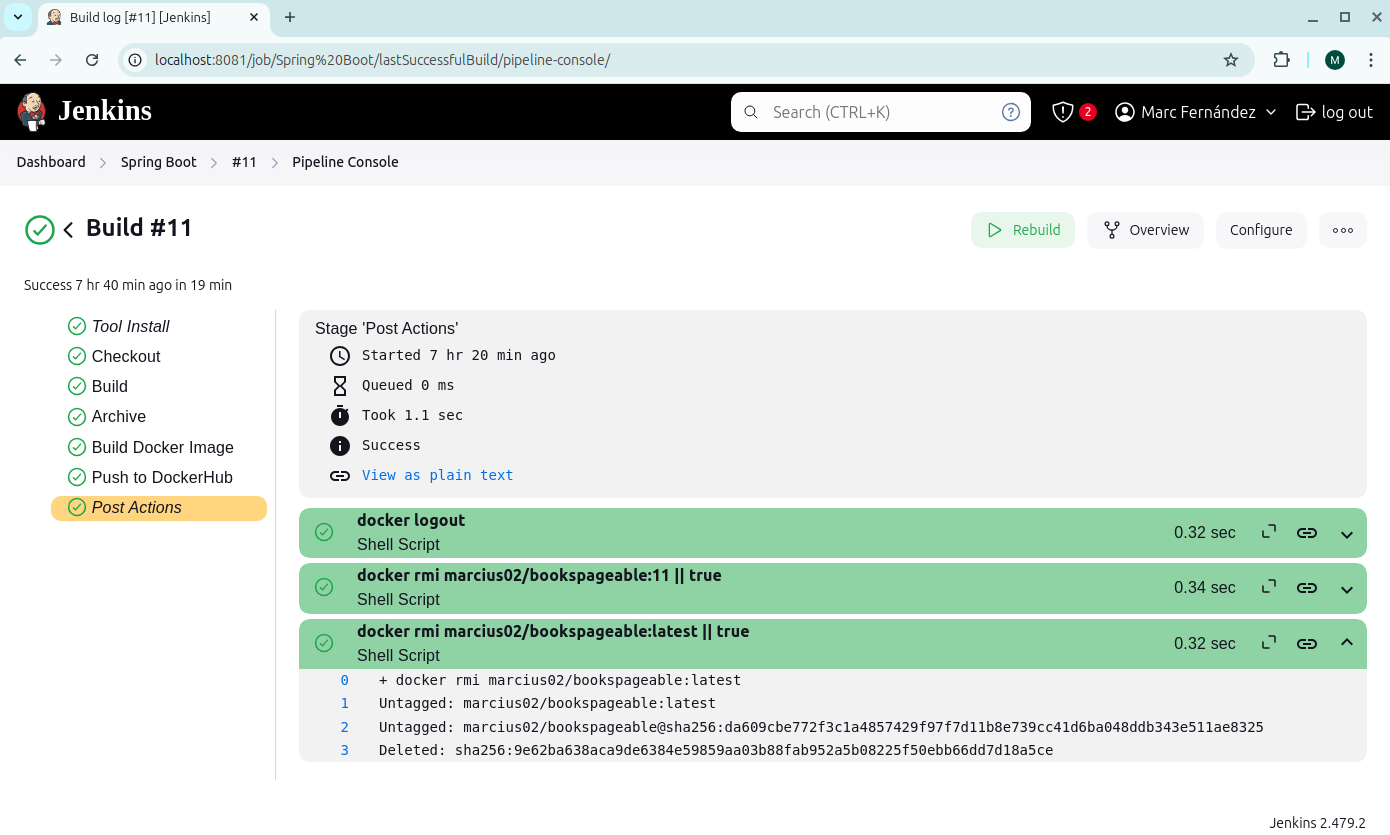 Build log [#11] [Jenkins]
localhost:8081/job/Spring%20Boot/lastSuccessfulBuild/pipeline-console/
M
Jenkins
Search (CTRL+K)
?
2
Marc Fernández
log out
Dashboard
Spring Boot
#11
Pipeline Console
Build #11
Rebuild
Overview
Configure
Success 7 hr 40 min ago in 19 min
Tool Install
Checkout
Build
Archive
Build Docker Image
Push to DockerHub
Post Actions
Stage 'Post Actions'
Started 7 hr 20 min ago
Queued 0 ms
Took 1.1 sec
Success
View as plain text
docker logout
Shell Script
0.32 sec
docker rmi marcius02/bookspageable:11 || true
Shell Script
0.34 sec
docker rmi marcius02/bookspageable:latest || true
Shell Script
0.32 sec
0 + docker rmi marcius02/bookspageable:latest
1 Untagged: marcius02/bookspageable:latest
2 Untagged: marcius02/bookspageable@sha256:da609cbe772f3c1a4857429f97f7d11b8e739cc41d6ba048ddb343e511ae8325
3 Deleted: sha256:9e62ba638aca9de6384e59859aa03b88fab952a5b08225f50ebb66dd7d18a5ce
Jenkins 2.479.2